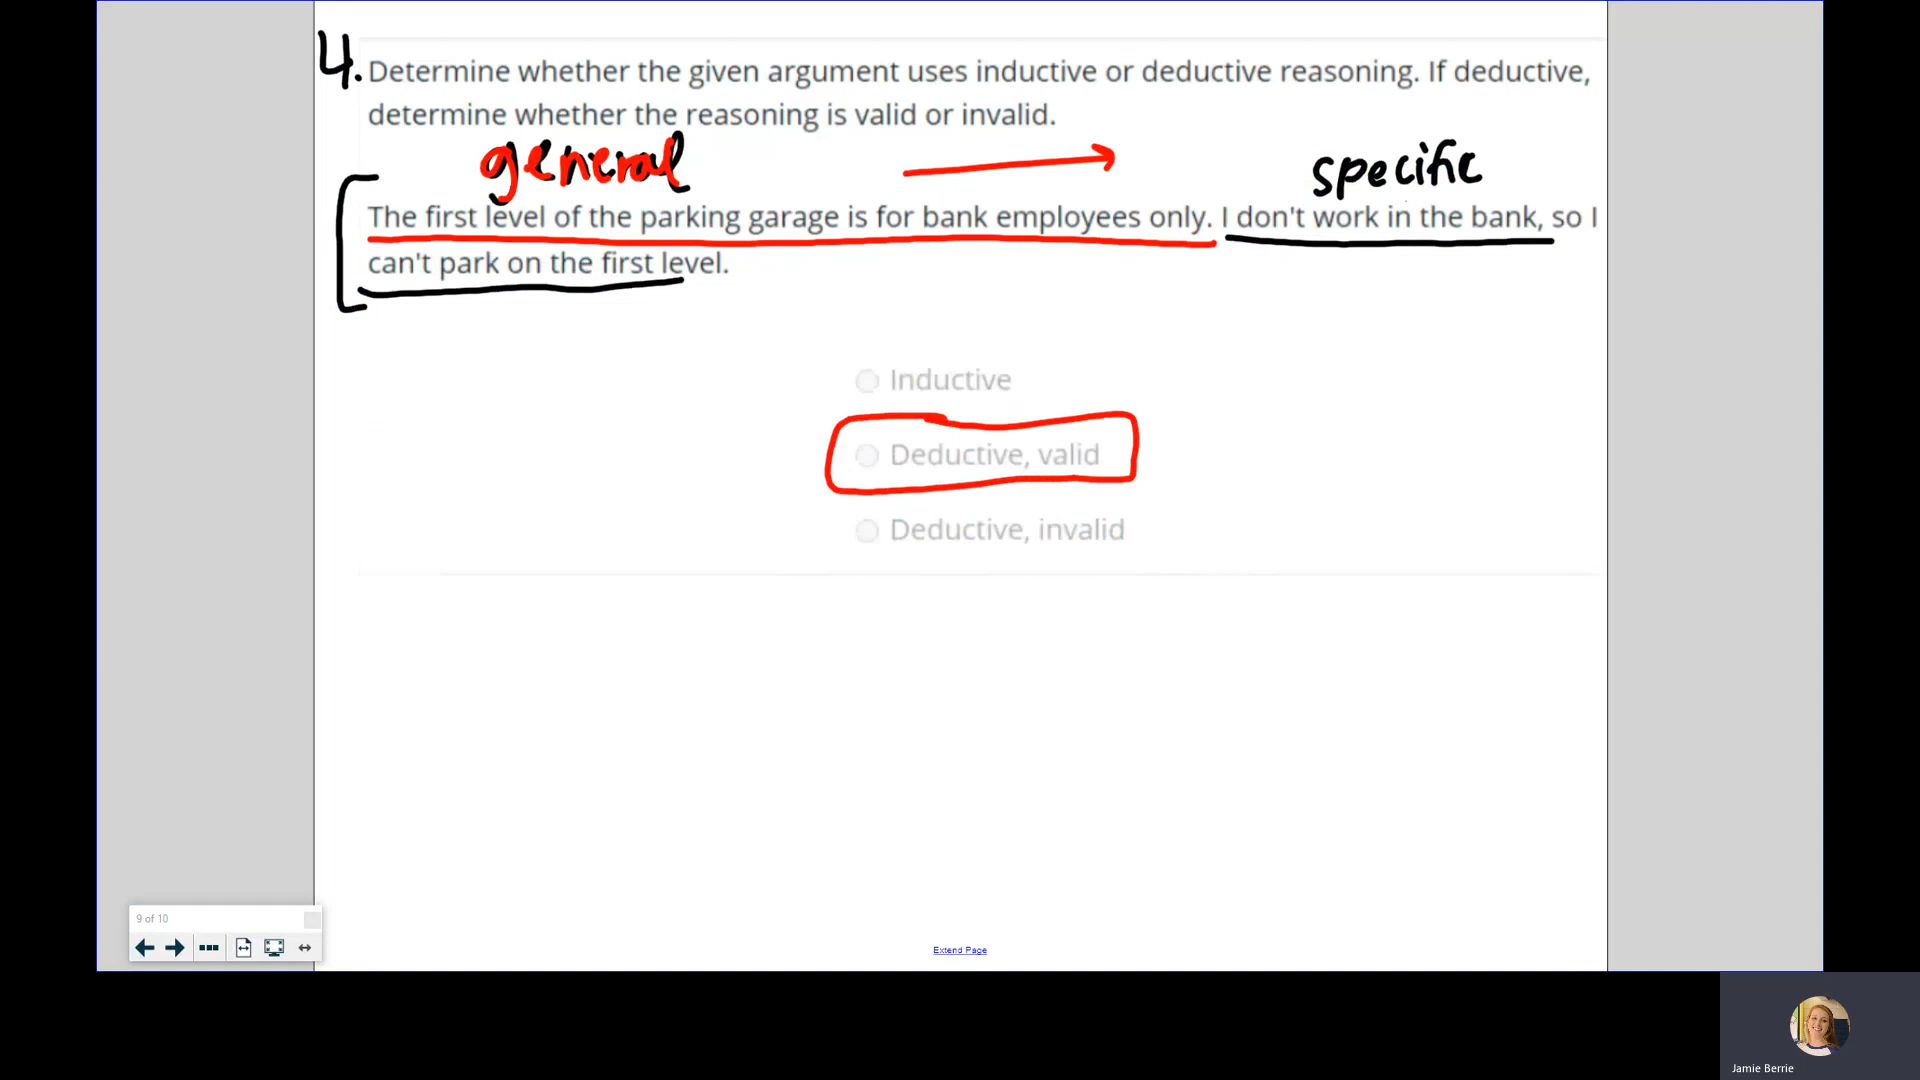 4.
Determine whether the given argument uses inductive or deductive reasoning. If deductive,
determine whether the reasoning is valid or invalid.
general specific
The first level of the parking garage is for bank employees only. I don't work in the bank, so I
can't park on the first level.
Inductive
Deductive, valid
Deductive, invalid
9 of 10
Extend Page
Jamie Berrie